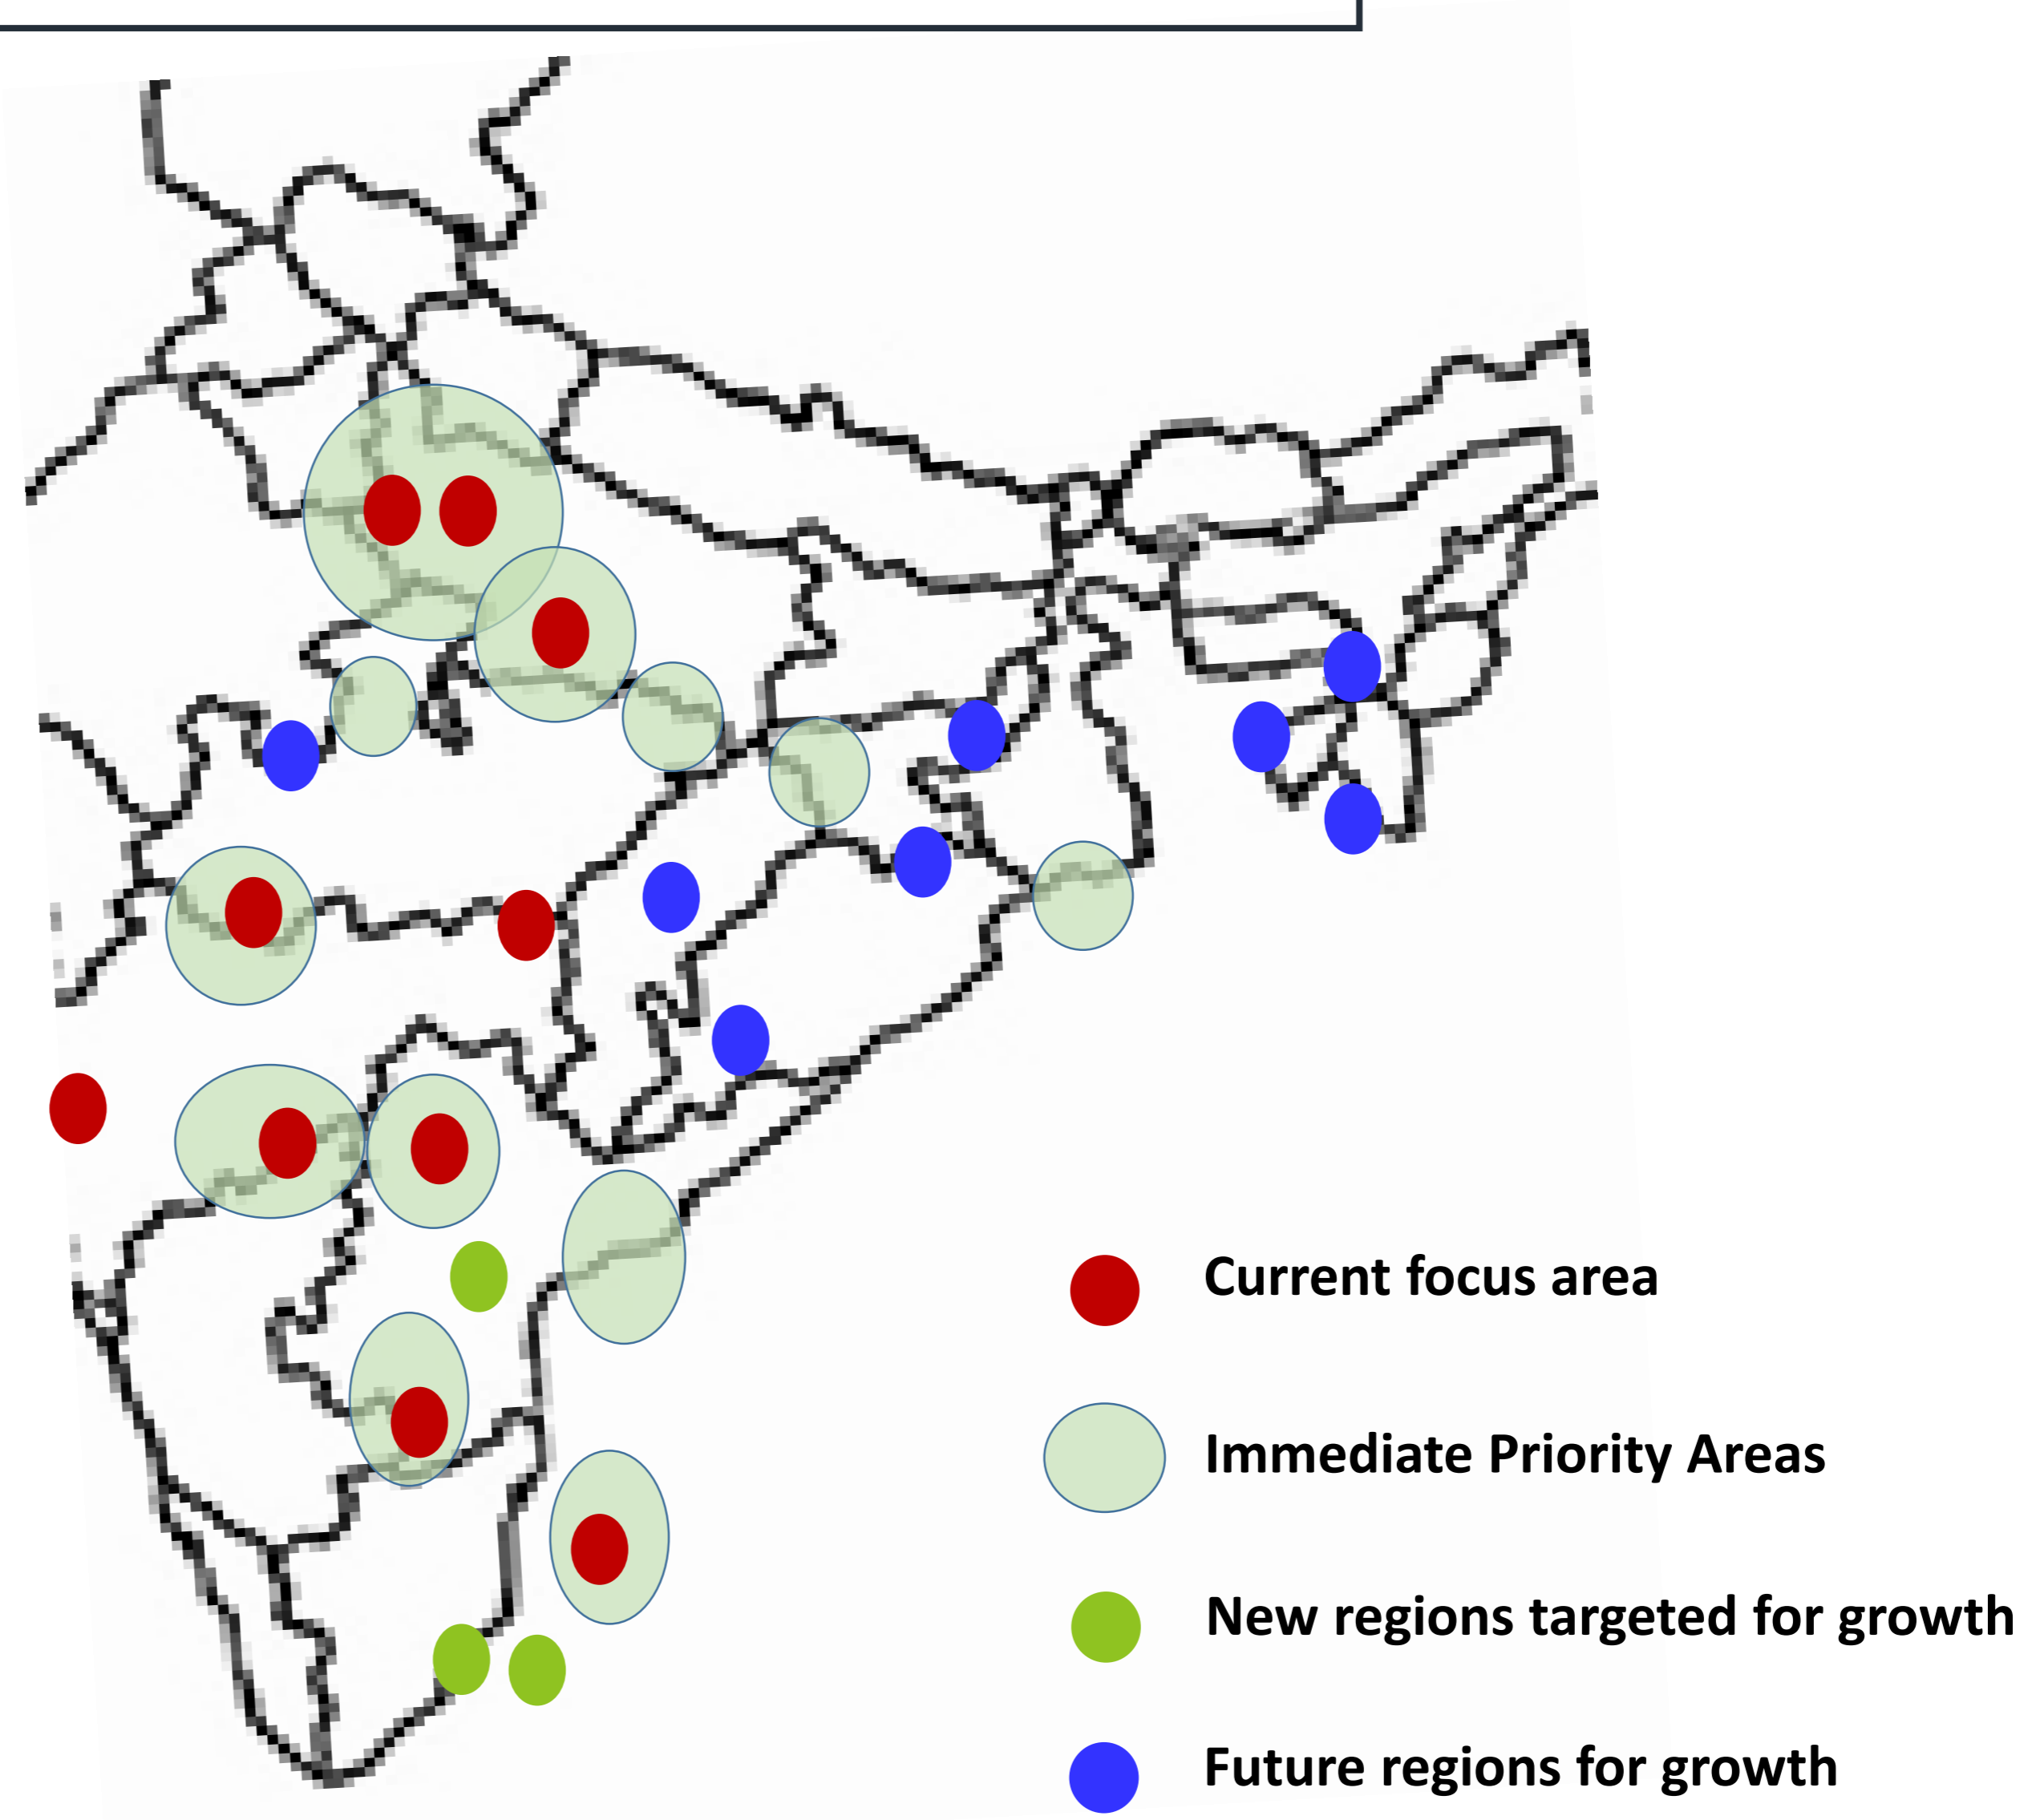 Current focus area
Immediate Priority Areas
New regions targeted for growth
Future regions for growth